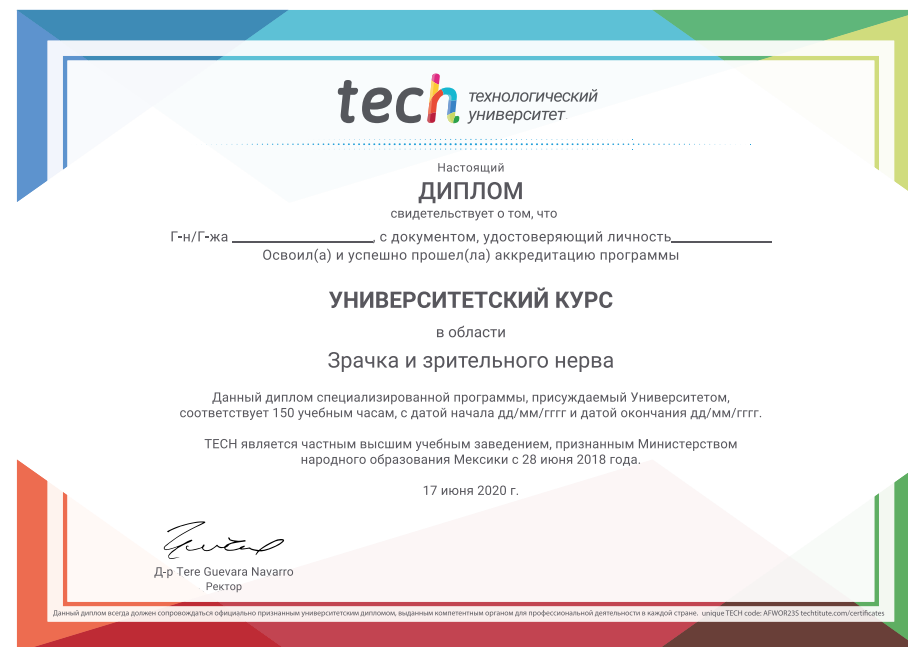 tech технологический
университет
Настоящий
ДИПЛОМ
свидетельствует о том, что
Г-н/Г-жа ____________________, с документом, удостоверяющий личность______________
Освоил(а) и успешно прошел(ла) аккредитацию программы
УНИВЕРСИТЕТСКИЙ КУРС
в области
Зрачка и зрительного нерва
Данный диплом специализированной программы, присуждаемый Университетом,
соответствует 150 учебным часам, с датой начала дд/мм/гггг и датой окончания дд/мм/гггг.
TECH является частным высшим учебным заведением, признанным Министерством
народного образования Мексики с 28 июня 2018 года.
17 июня 2020 г.
Д-р Tere Guevara Navarro
Ректор
Данный диплом всегда должен сопровождаться официально признанным университетским дипломом, выданным компетентным органом для профессиональной деятельности в каждой стране. unique TECH code: AFWOR23S techtitute.com/certificates